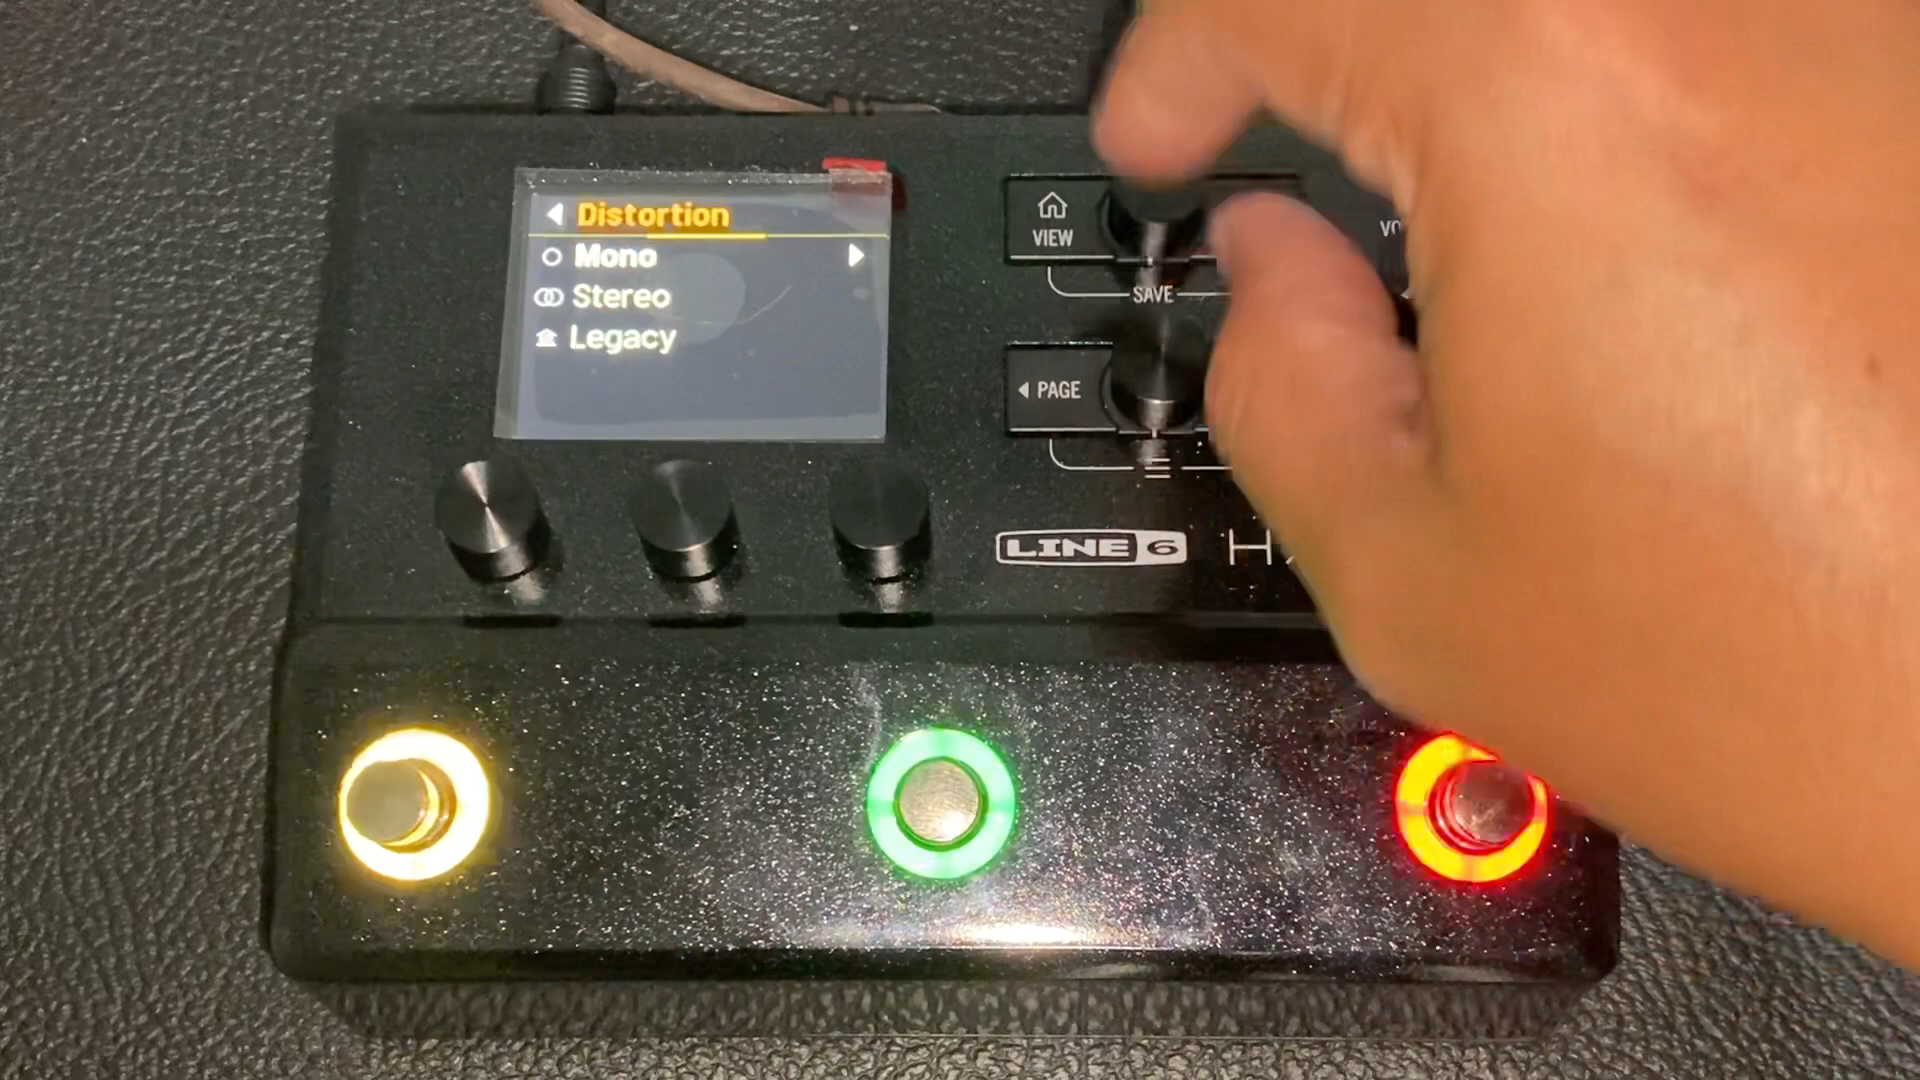 Distortion
Mono
Stereo
Legacy
VIEW
SAVE
PAGE
LINE 6